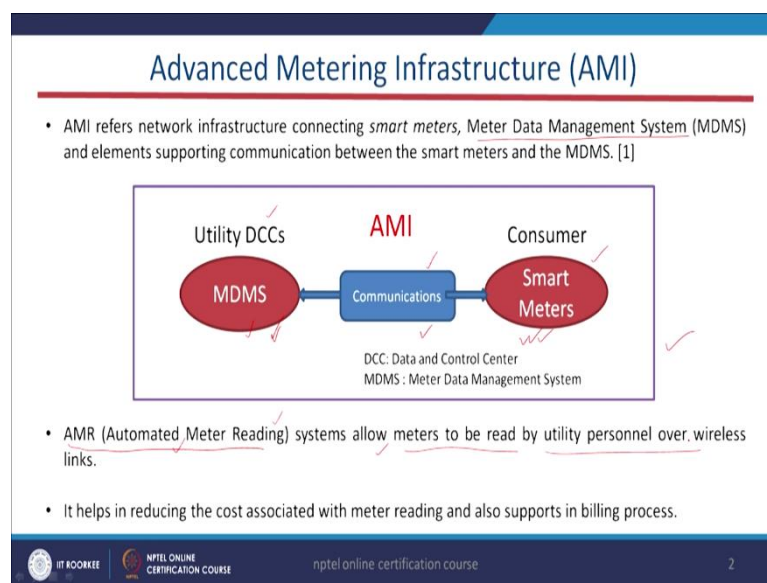 Advanced Metering Infrastructure (AMI)
• AMI refers network infrastructure connecting smart meters, Meter Data Management System (MDMS)
and elements supporting communication between the smart meters and the MDMS. [1]
AMI
Utility DCCs
Consumer
MDMS
Communications
Smart
Meters
DCC: Data and Control Center
MDMS : Meter Data Management System
• AMR (Automated Meter Reading) systems allow meters to be read by utility personnel over wireless
links.
• It helps in reducing the cost associated with meter reading and also supports in billing process.
IIT ROORKEE
NPTEL ONLINE
CERTIFICATION COURSE
nptel online certification course
2